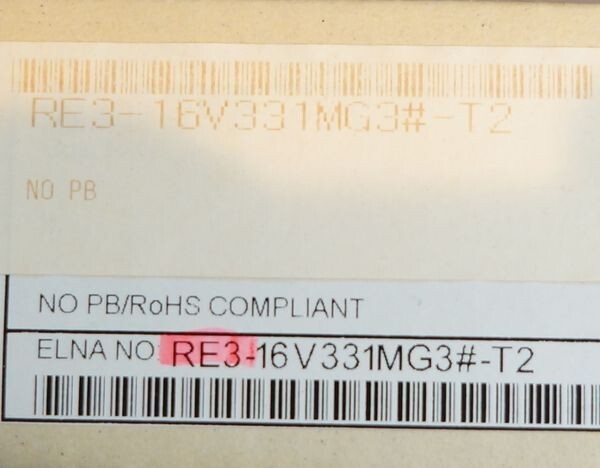 RE3-16V331MG3#-T2
NO PB
NO PB/RoHS COMPLIANT
ELNA NO RE3-16V331MG3#-T2